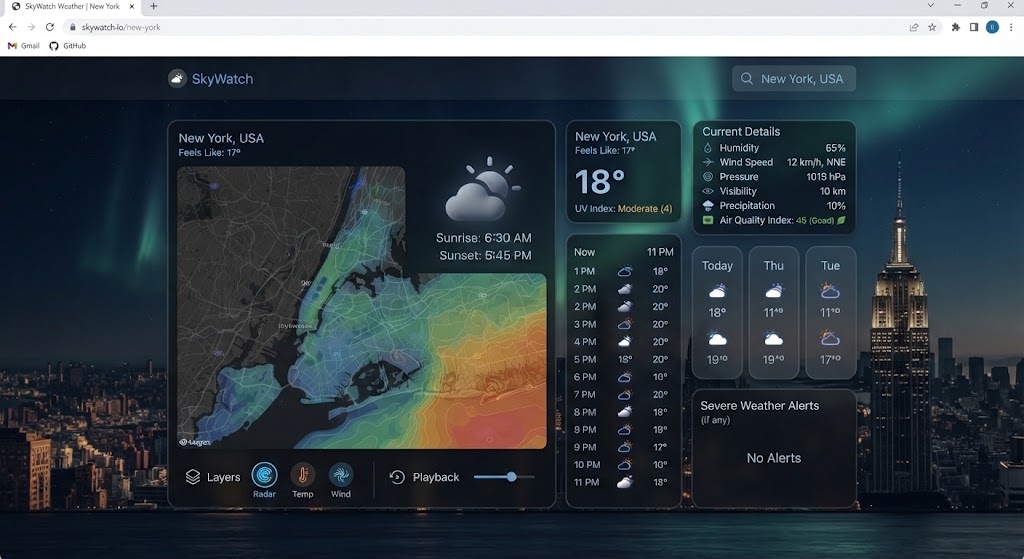 SkyWatch Weather | New York
skywatch-io/new-york
Gmail GitHub
SkyWatch
New York, USA
New York, USA
Feels Like: 17°
Sunrise: 6:30 AM
Sunset: 5:45 PM
Layers
Radar
Temp
Wind
Playback
New York, USA
Feels Like: 17°
18°
UV Index: Moderate (4)
Now 11 PM
1 PM 18°
2 PM 20°
2 PM 20°
3 PM 20°
4 PM 20°
5 PM 18° 20°
6 PM 10°
7 PM 20°
8 PM 18°
9 PM 18°
9 PM 12°
10 PM 10°
11 PM 18°
Current Details
Humidity 65%
Wind Speed 12 km/h, NNE
Pressure 1015 hPa
Visibility 10 km
Precipitation 10%
Air Quality Index: 45 (Goad)
Today Thu Tue
18°
Severe Weather Alerts
(If any)
No Alerts